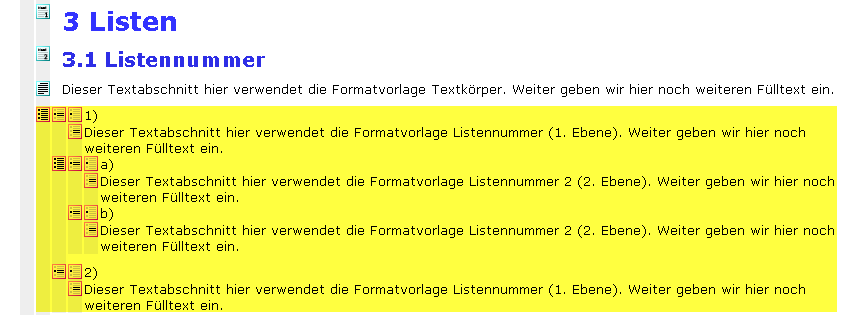 3 Listen
3.1 Listennummer
Dieser Textabschnitt hier verwendet die Formatvorlage Textkörper. Weiter geben wir hier noch weiteren Fülltext ein.
1)
Dieser Textabschnitt hier verwendet die Formatvorlage Listennummer (1. Ebene). Weiter geben wir hier noch
weiteren Fülltext ein.
a)
Dieser Textabschnitt hier verwendet die Formatvorlage Listennummer 2 (2. Ebene). Weiter geben wir hier noch
weiteren Fülltext ein.
b)
Dieser Textabschnitt hier verwendet die Formatvorlage Listennummer 2 (2. Ebene). Weiter geben wir hier noch
weiteren Fülltext ein.
2)
Dieser Textabschnitt hier verwendet die Formatvorlage Listennummer (1. Ebene). Weiter geben wir hier noch
weiteren Fülltext ein.